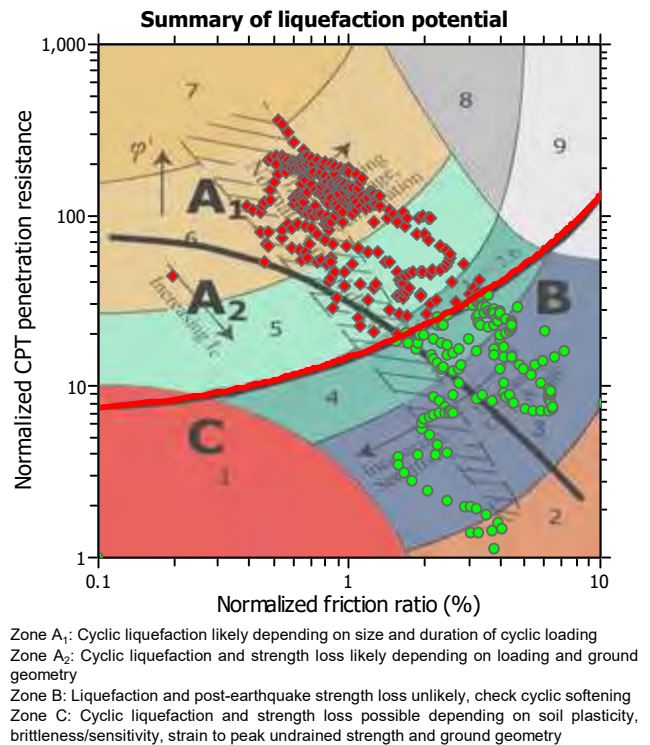 Summary of liquefaction potential
1,000
7
8
9
φ'
A1
100
6
A2
Increasing Ic
B
5
10
4
C
3
1
2
1
0.1
1
10
Normalized CPT penetration resistance
Normalized friction ratio (%)
Zone A1: Cyclic liquefaction likely depending on size and duration of cyclic loading
Zone A2: Cyclic liquefaction and strength loss likely depending on loading and ground
geometry
Zone B: Liquefaction and post-earthquake strength loss unlikely, check cyclic softening
Zone C: Cyclic liquefaction and strength loss possible depending on soil plasticity,
brittleness/sensitivity, strain to peak undrained strength and ground geometry